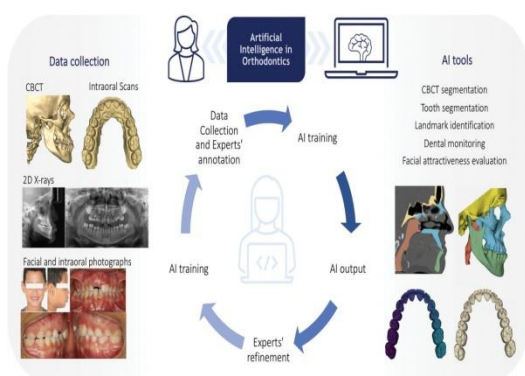 Artificial
Intelligence in
Orthodontics
Data collection
CBCT
Intraoral Scans
2D X-rays
Facial and intraoral photographs
Data
Collection
and Experts'
annotation
AI training
AI output
Experts'
refinement
AI training
AI tools
CBCT segmentation
Tooth segmentation
Landmark identification
Dental monitoring
Facial attractiveness evaluation